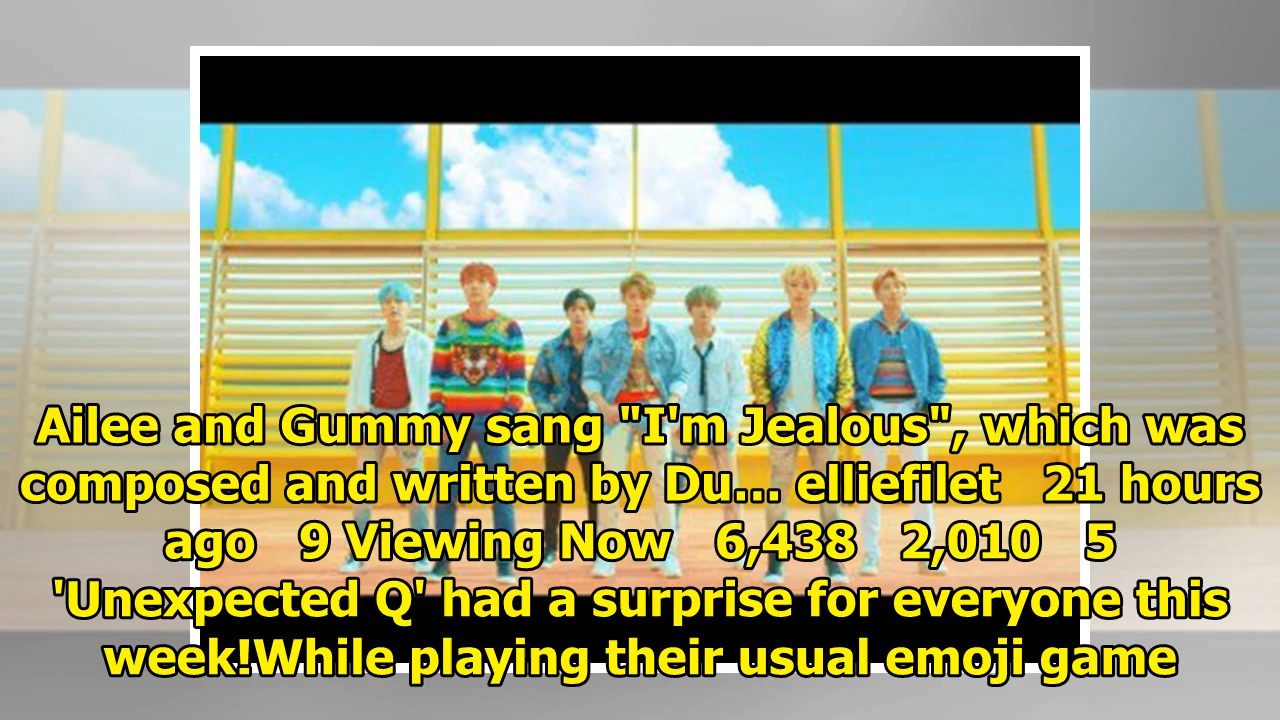 Ailee and Gummy sang "I'm Jealous", which was
composed and written by Du... elliefilet 21 hours
ago 9 Viewing Now 6,438 2,010 5
'Unexpected Q' had a surprise for everyone this
week!While playing their usual emoji game